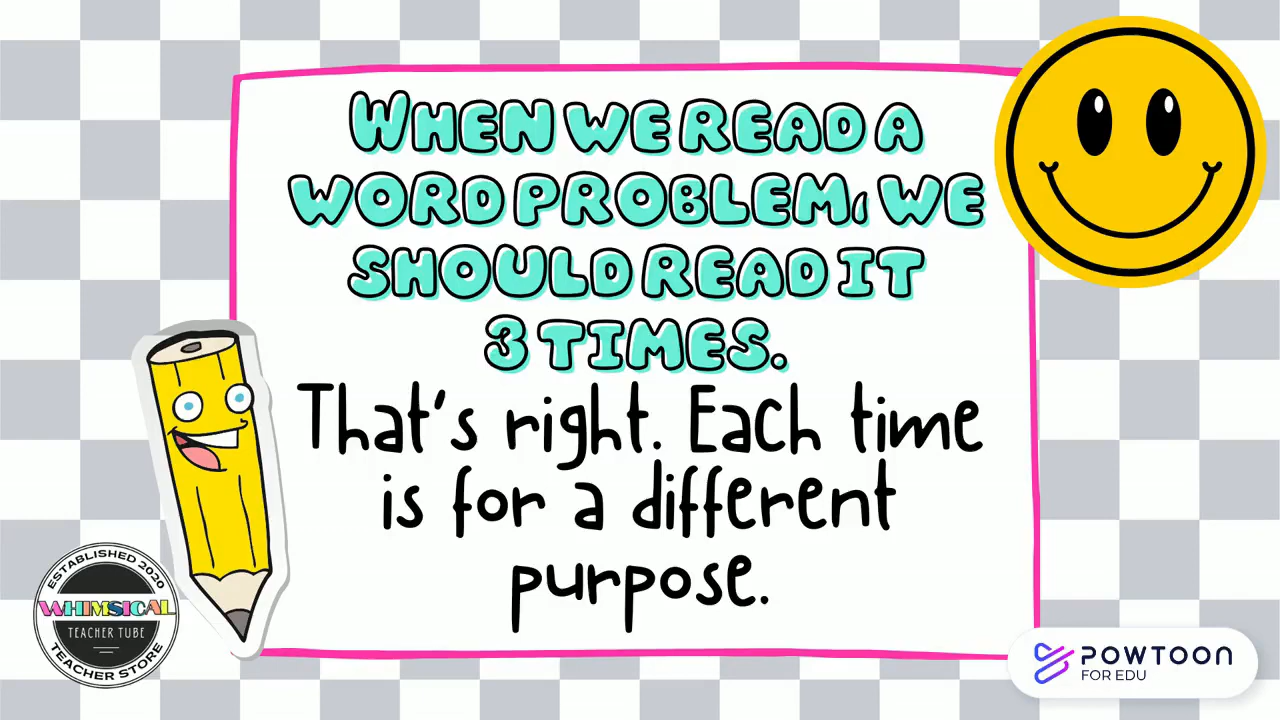 WHEN WE READ A
WORD PROBLEM, WE
SHOULD READ IT
3 TIMES.
That's right. Each time
is for a different
purpose.
ESTABLISHED 2020
WHIMSICAL
TEACHER TUBE
TEACHER STORE
POWTOON
FOR EDU